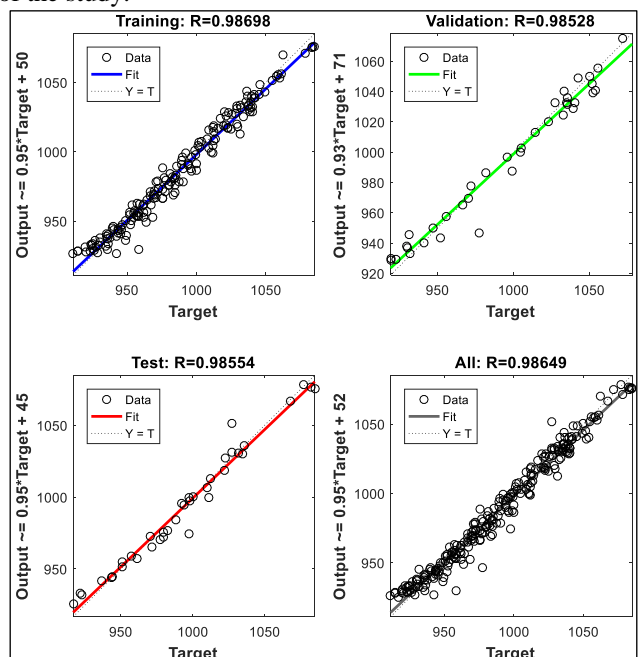 of the study.
Training: R=0.98698
Output ~= 0.95*Target + 50
Data
Fit
Y = T
1050
1000
950
950
1000
1050
Target
Validation: R=0.98528
Output ~= 0.93*Target + 71
Data
Fit
Y = T
1060
1040
1020
1000
980
960
940
920
950
1000
1050
Target
Test: R=0.98554
Output ~= 0.95*Target + 45
Data
Fit
Y = T
1050
1000
950
950
1000
1050
Target
All: R=0.98649
Output ~= 0.95*Target + 52
Data
Fit
Y = T
1050
1000
950
950
1000
1050
Target